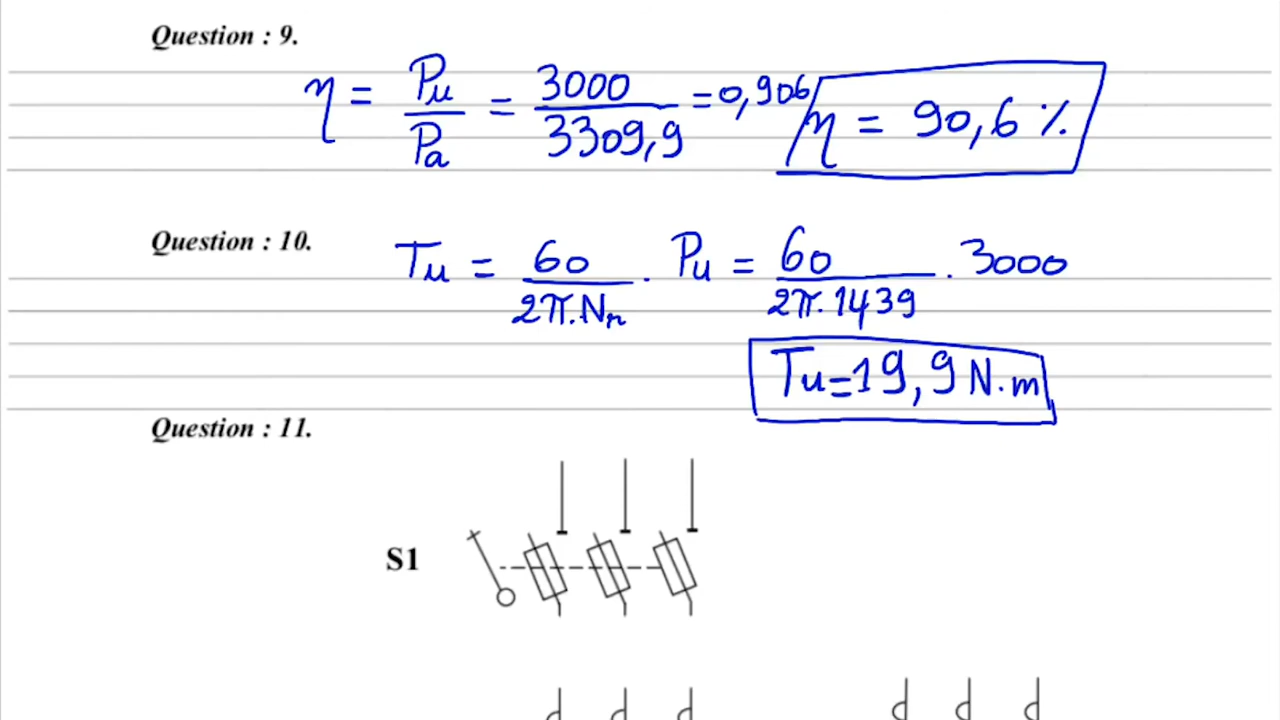 Question : 9.
η = Pu / Pa = 3000 / 3309,9 = 0,906 η = 90,6 %
Question : 10.
Tu = 60 / 2π.Nr . Pu = 60 / 2π.1439 . 3000
Tu = 19,9 N.m
Question : 11.
S1